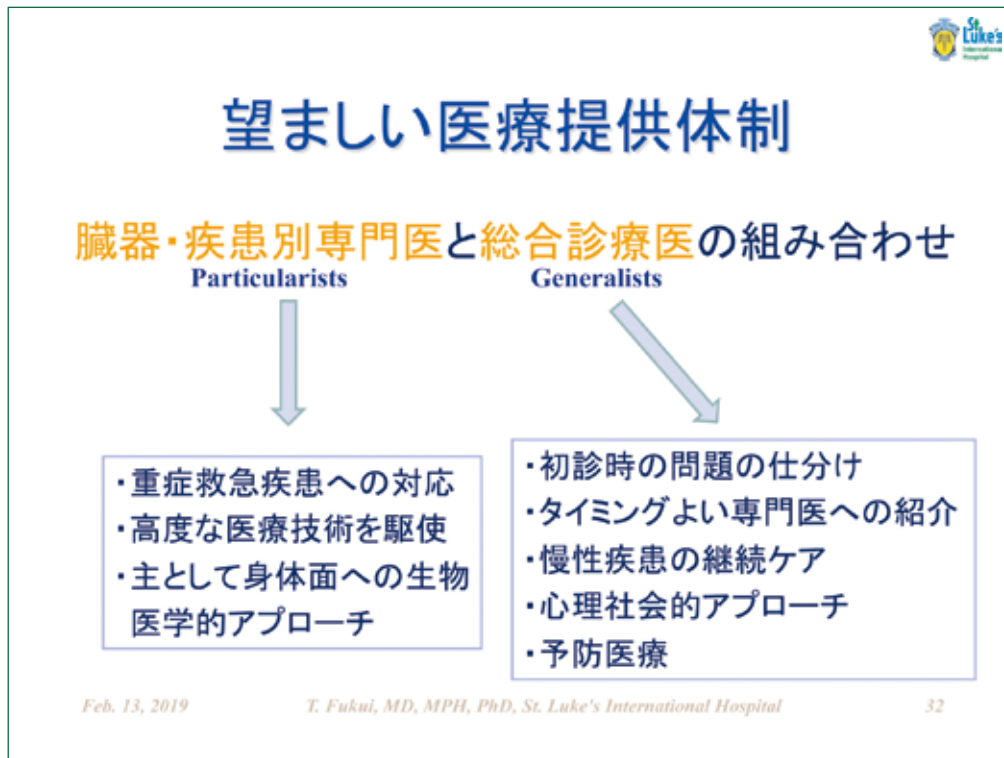 St.
Luke's
International
Hospital
望ましい医療提供体制
臓器・疾患別専門医と総合診療医の組み合わせ
Particularists
Generalists
・重症救急疾患への対応
・高度な医療技術を駆使
・主として身体面への生物
医学的アプローチ
・初診時の問題の仕分け
・タイミングよい専門医への紹介
・慢性疾患の継続ケア
・心理社会的アプローチ
・予防医療
Feb. 13, 2019
T. Fukui, MD, MPH, PhD, St. Luke's International Hospital
32